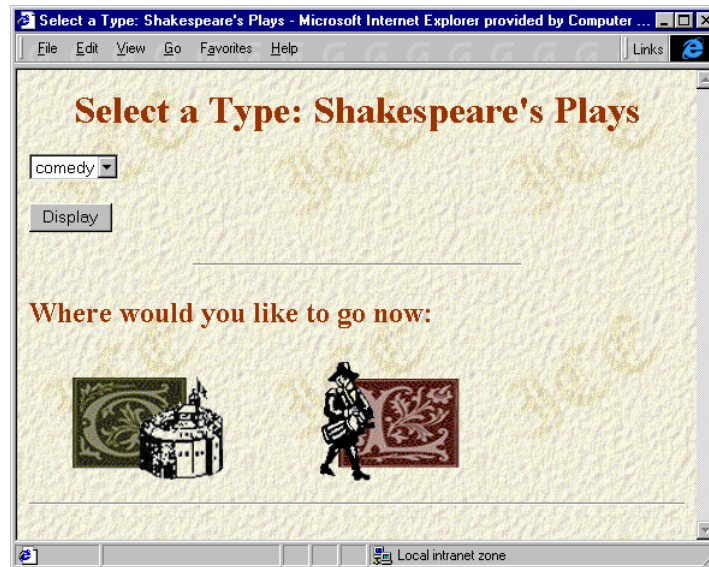 Select a Type: Shakespeare's Plays - Microsoft Internet Explorer provided by Computer ...
File Edit View Go Favorites Help Links
Select a Type: Shakespeare's Plays
comedy
Display
Where would you like to go now:
G L
Local intranet zone